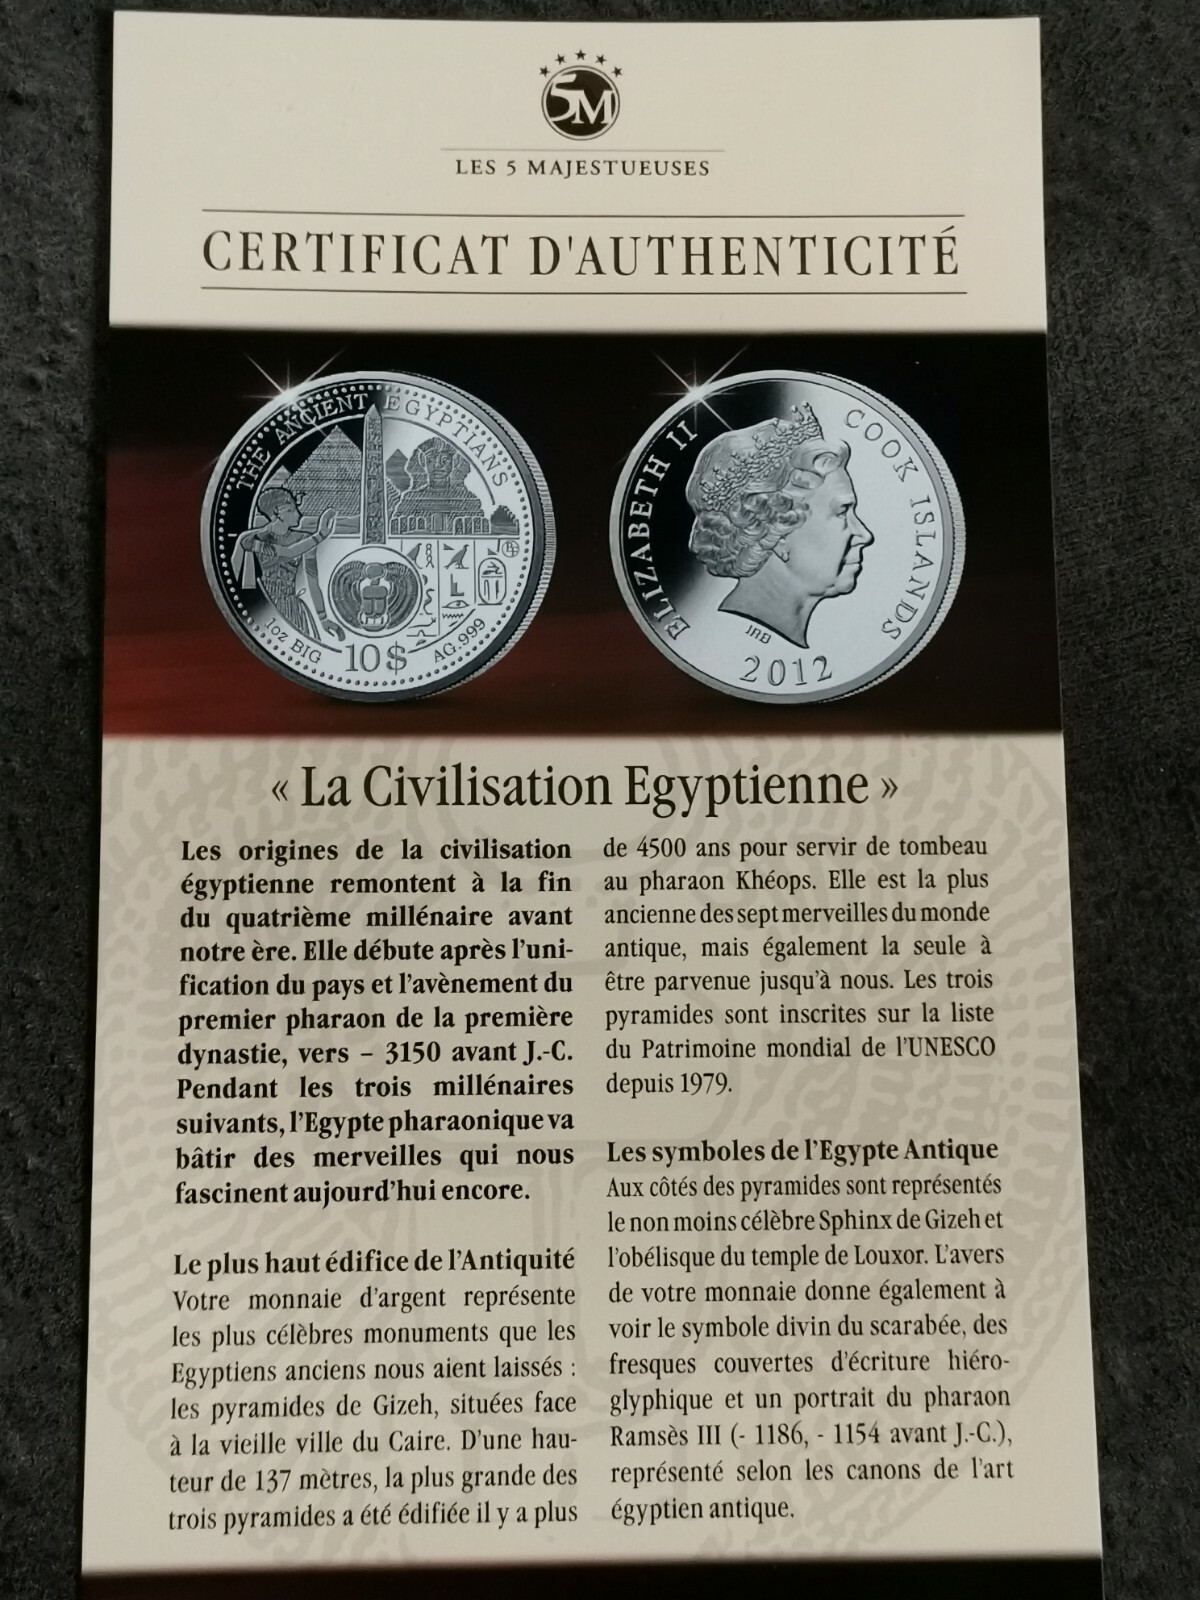 5M
LES 5 MAJESTUEUSES
CERTIFICAT D'AUTHENTICITÉ
THE ANCIENT EGYPTIANS
1oz BIG 10$ AG.999
ELIZABETH II COOK ISLANDS
IRB
2012
« La Civilisation Egyptienne »
Les origines de la civilisation
égyptienne remontent à la fin
du quatrième millénaire avant
notre ère. Elle débute après l'uni-
fication du pays et l'avènement du
premier pharaon de la première
dynastie, vers – 3150 avant J.-C.
Pendant les trois millénaires
suivants, l'Egypte pharaonique va
bâtir des merveilles qui nous
fascinent aujourd'hui encore.
Le plus haut édifice de l'Antiquité
Votre monnaie d'argent représente
les plus célèbres monuments que les
Egyptiens anciens nous aient laissés :
les pyramides de Gizeh, situées face
à la vieille ville du Caire. D'une hau-
teur de 137 mètres, la plus grande des
trois pyramides a été édifiée il y a plus
de 4500 ans pour servir de tombeau
au pharaon Khéops. Elle est la plus
ancienne des sept merveilles du monde
antique, mais également la seule à
être parvenue jusqu'à nous. Les trois
pyramides sont inscrites sur la liste
du Patrimoine mondial de l'UNESCO
depuis 1979.
Les symboles de l'Egypte Antique
Aux côtés des pyramides sont représentés
le non moins célèbre Sphinx de Gizeh et
l'obélisque du temple de Louxor. L'avers
de votre monnaie donne également à
voir le symbole divin du scarabée, des
fresques couvertes d'écriture hiéro-
glyphique et un portrait du pharaon
Ramsès III (- 1186, - 1154 avant J.-C.),
représenté selon les canons de l'art
égyptien antique.